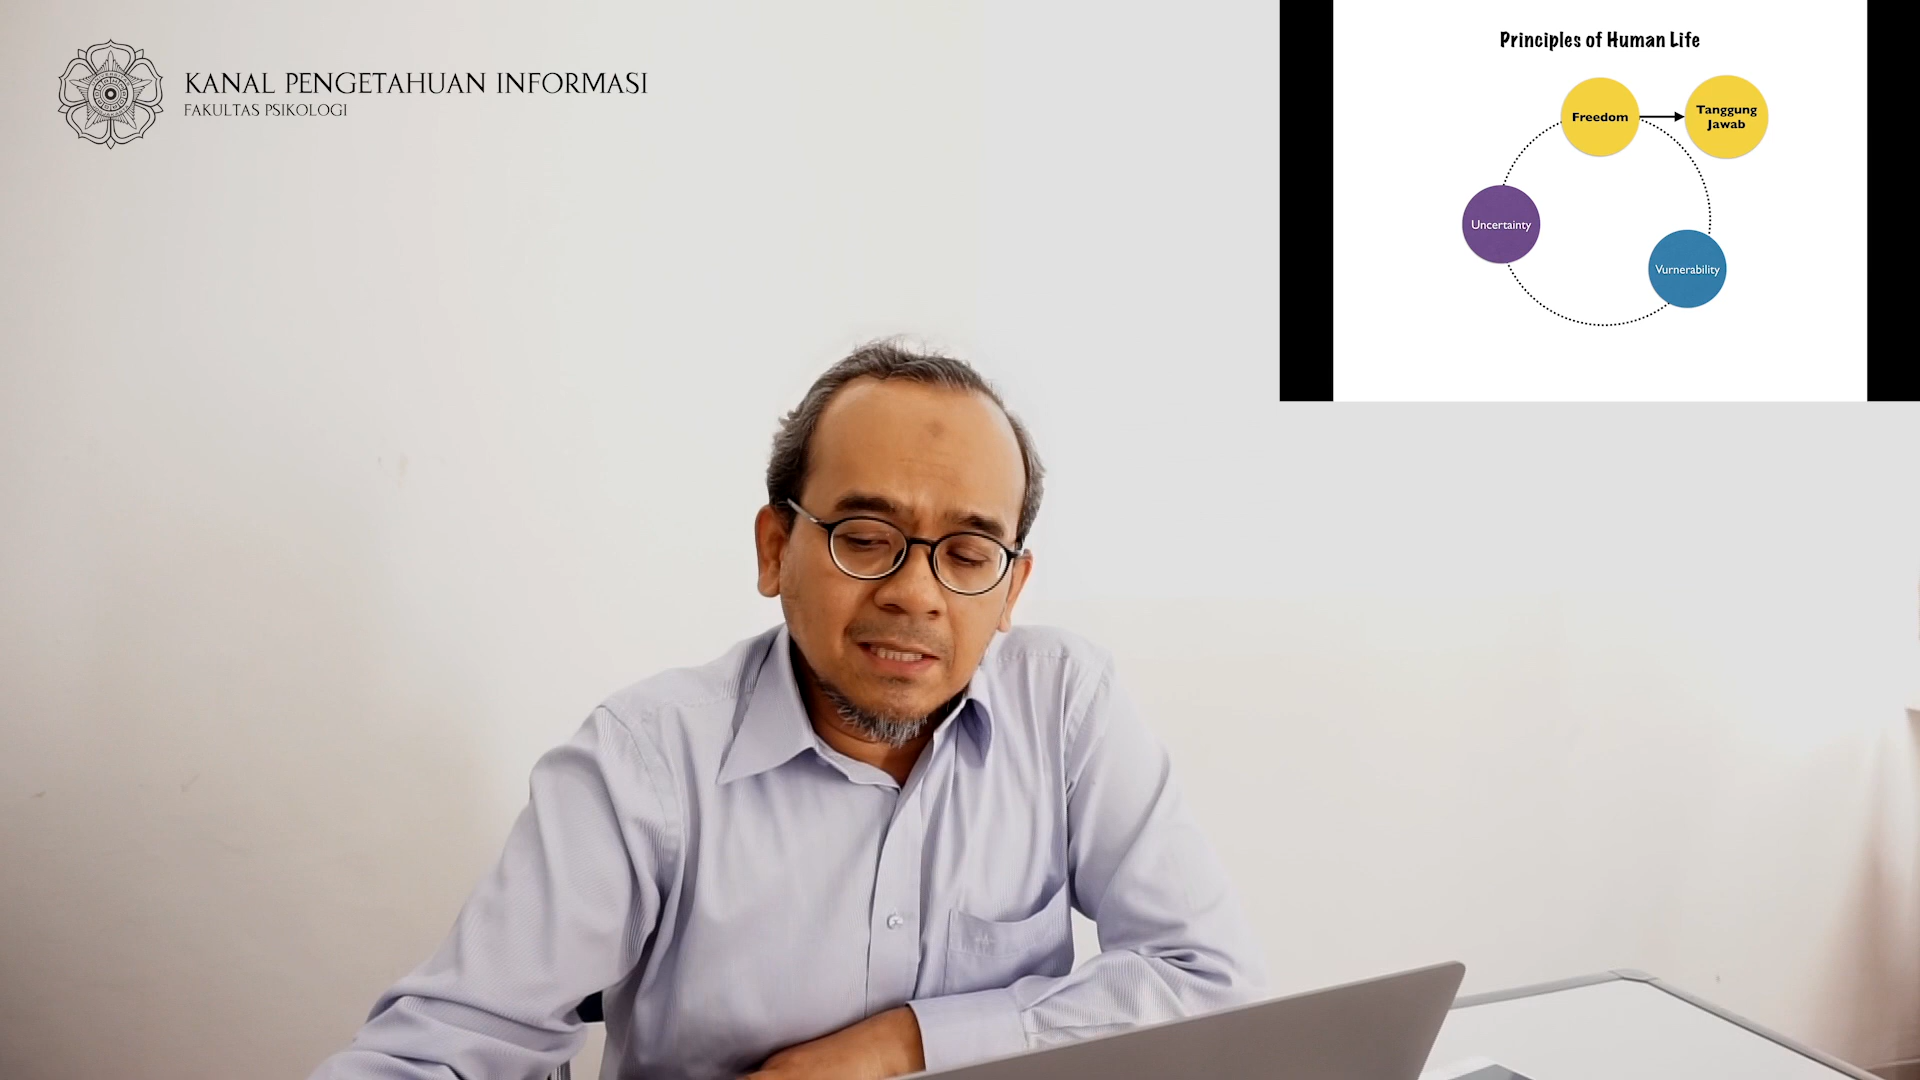 KANAL PENGETAHUAN INFORMASI
FAKULTAS PSIKOLOGI
Principles of Human Life
Freedom
Tanggung
Jawab
Uncertainty
Vurnerability